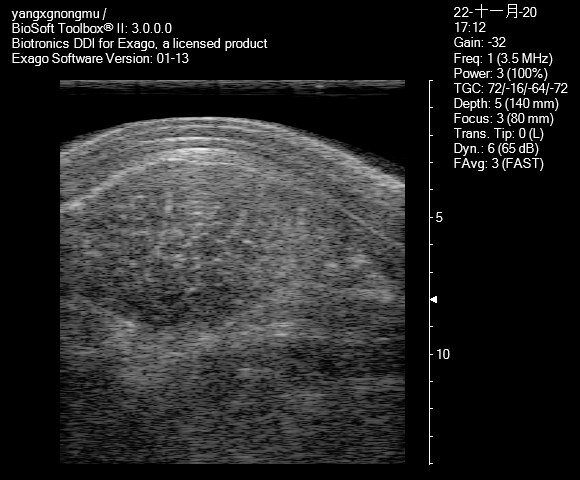 yangxgnongmu /
BioSoft Toolbox® II: 3.0.0.0
Biotronics DDI for Exago, a licensed product
Exago Software Version: 01-13
22-十一月-20
17:12
Gain: -32
Freq: 1 (3.5 MHz)
Power: 3 (100%)
TGC: 72/-16/-64/-72
Depth: 5 (140 mm)
Focus: 3 (80 mm)
Trans. Tip: 0 (L)
Dyn.: 6 (65 dB)
FAvg: 3 (FAST)
5
10